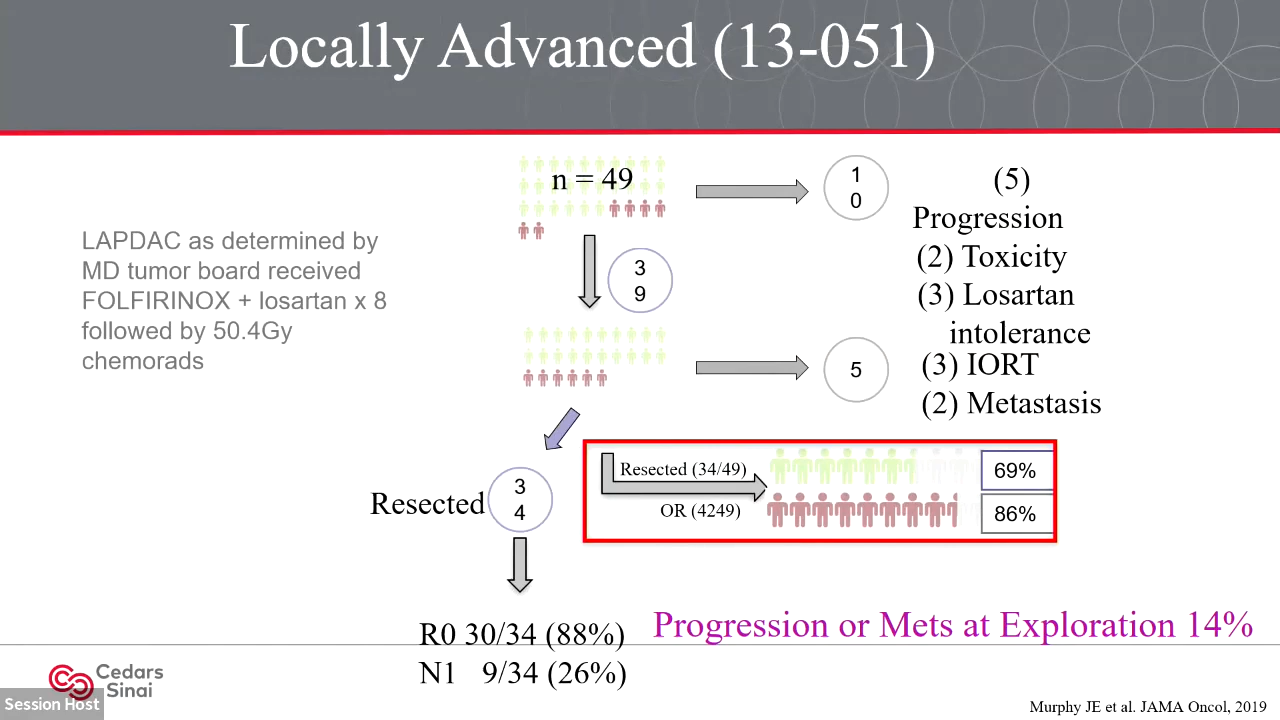 Locally Advanced (13-051)
n = 49
1
0
(5)
Progression
(2) Toxicity
(3) Losartan
intolerance
LAPDAC as determined by
MD tumor board received
FOLFIRINOX + losartan x 8
followed by 50.4Gy
chemorads
3
9
5
(3) IORT
(2) Metastasis
Resected
3
4
Resected (34/49)
69%
OR (4249)
86%
R0 30/34 (88%)
N1 9/34 (26%)
Progression or Mets at Exploration 14%
Cedars
Sinai
Session Host
Murphy JE et al. JAMA Oncol, 2019